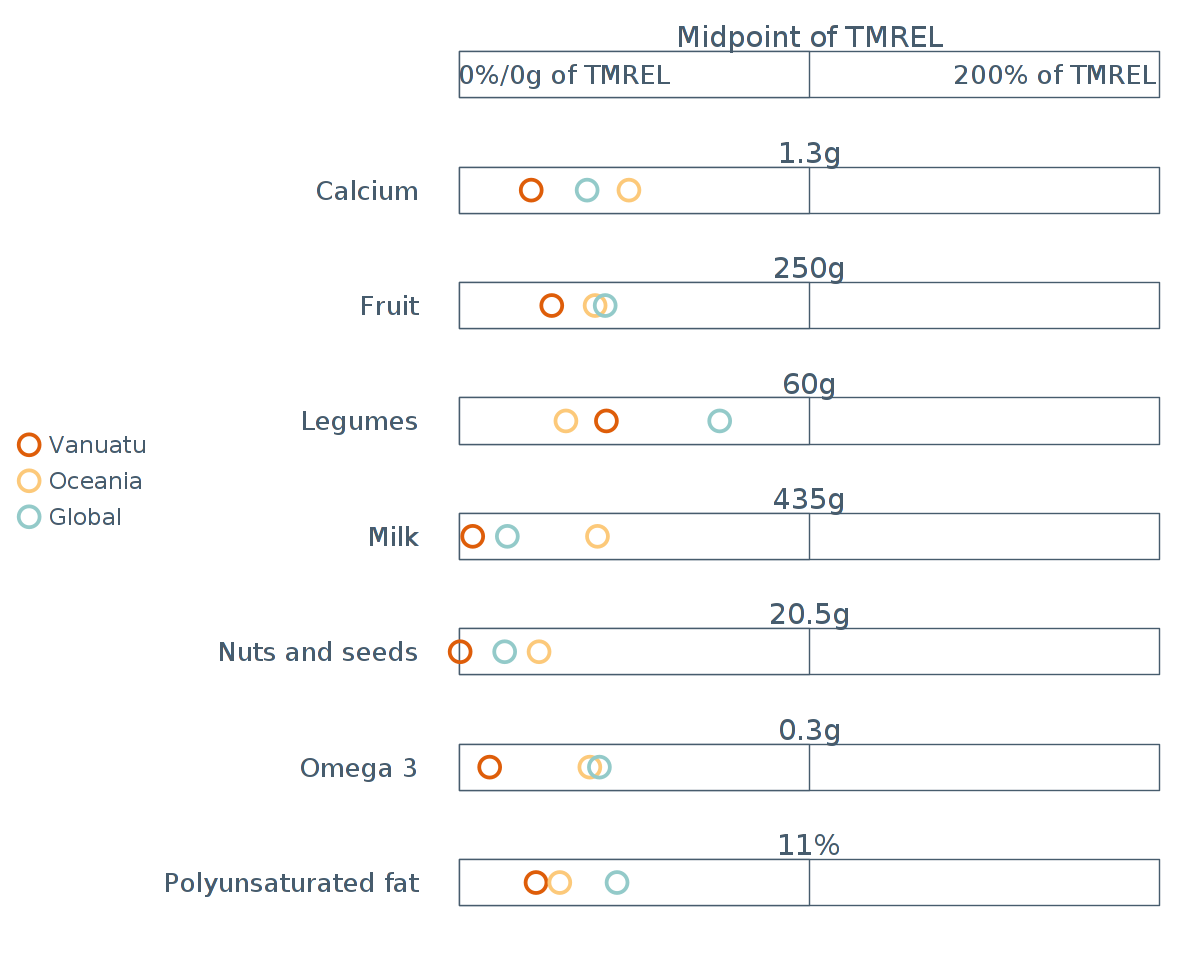 Midpoint of TMREL
0%/0g of TMREL 200% of TMREL
1.3g
Calcium
250g
Fruit
60g
Legumes
Vanuatu
Oceania
Global
435g
Milk
20.5g
Nuts and seeds
0.3g
Omega 3
11%
Polyunsaturated fat